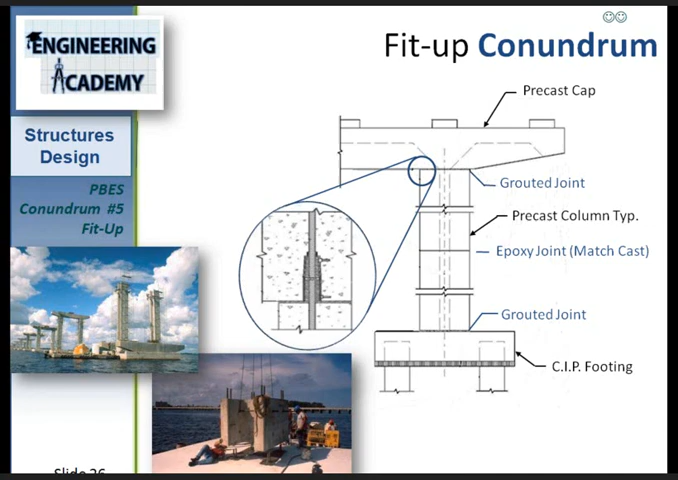 Fit-up Conundrum
ENGINEERING
ACADEMY
Structures
Design
PBES
Conundrum #5
Fit-Up
Precast Cap
Grouted Joint
Precast Column Typ.
Epoxy Joint (Match Cast)
Grouted Joint
C.I.P. Footing
Slide 26